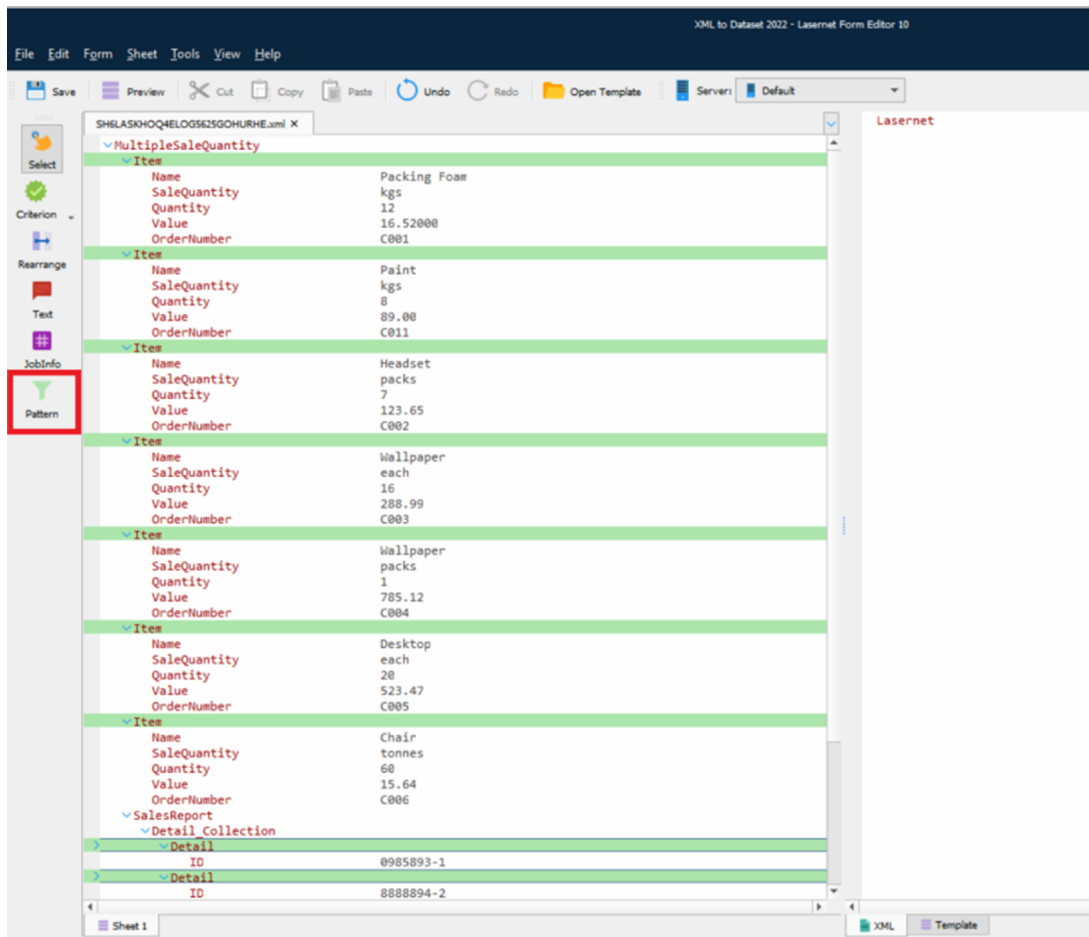 XML to Dataset 2022 - Lasernet Form Editor 10
File Edit Form Sheet Tools View Help
Save Preview Cut Copy Paste Undo Redo Open Template Server: Default
SH6LASKHOQ4ELOG5625GOHURHE.xml X
Lasernet
Select
Criterion
Rearrange
Text
JobInfo
Pattern
MultipleSaleQuantity
Item
Name Packing Foam
SaleQuantity kgs
Quantity 12
Value 16.52000
OrderNumber C001
Item
Name Paint
SaleQuantity kgs
Quantity 8
Value 89.00
OrderNumber C011
Item
Name Headset
SaleQuantity packs
Quantity 7
Value 123.65
OrderNumber C002
Item
Name Wallpaper
SaleQuantity each
Quantity 16
Value 288.99
OrderNumber C003
Item
Name Wallpaper
SaleQuantity packs
Quantity 1
Value 785.12
OrderNumber C004
Item
Name Desktop
SaleQuantity each
Quantity 20
Value 523.47
OrderNumber C005
Item
Name Chair
SaleQuantity tonnes
Quantity 60
Value 15.64
OrderNumber C006
SalesReport
Detail_Collection
Detail
ID 0985893-1
Detail
ID 8888894-2
Sheet 1
XML Template